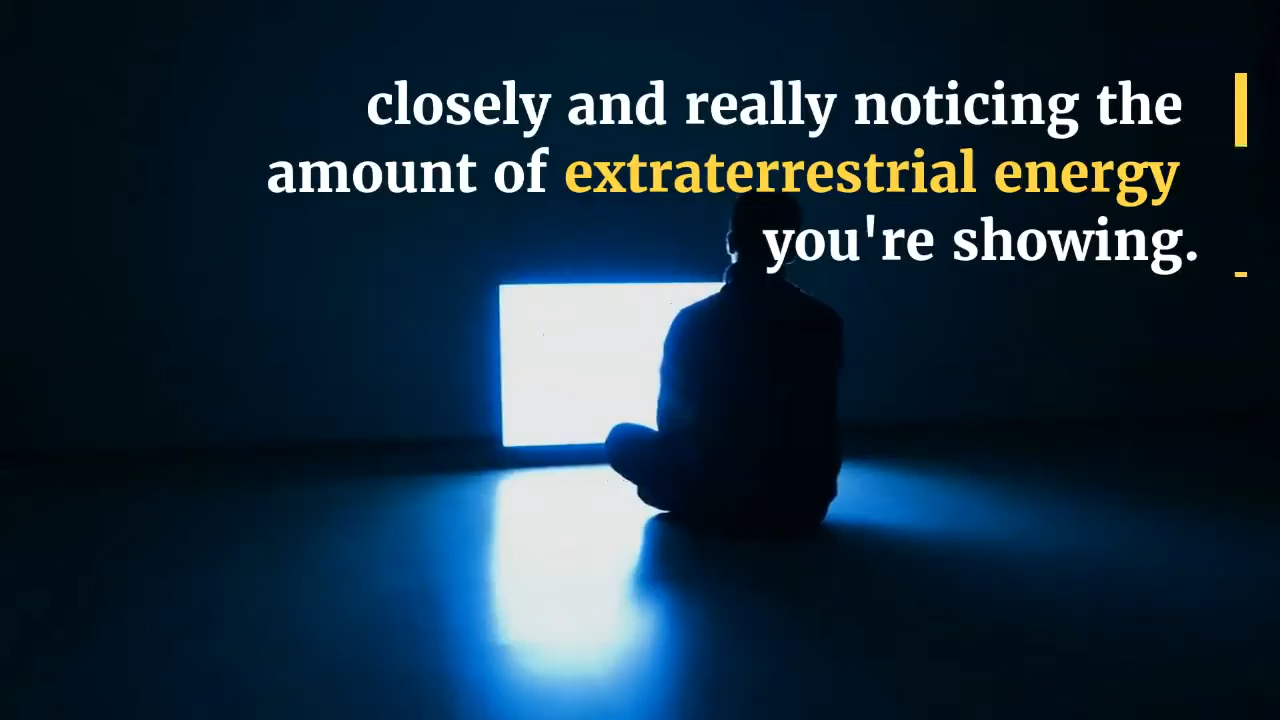 closely and really noticing the
amount of extraterrestrial energy
you're showing.